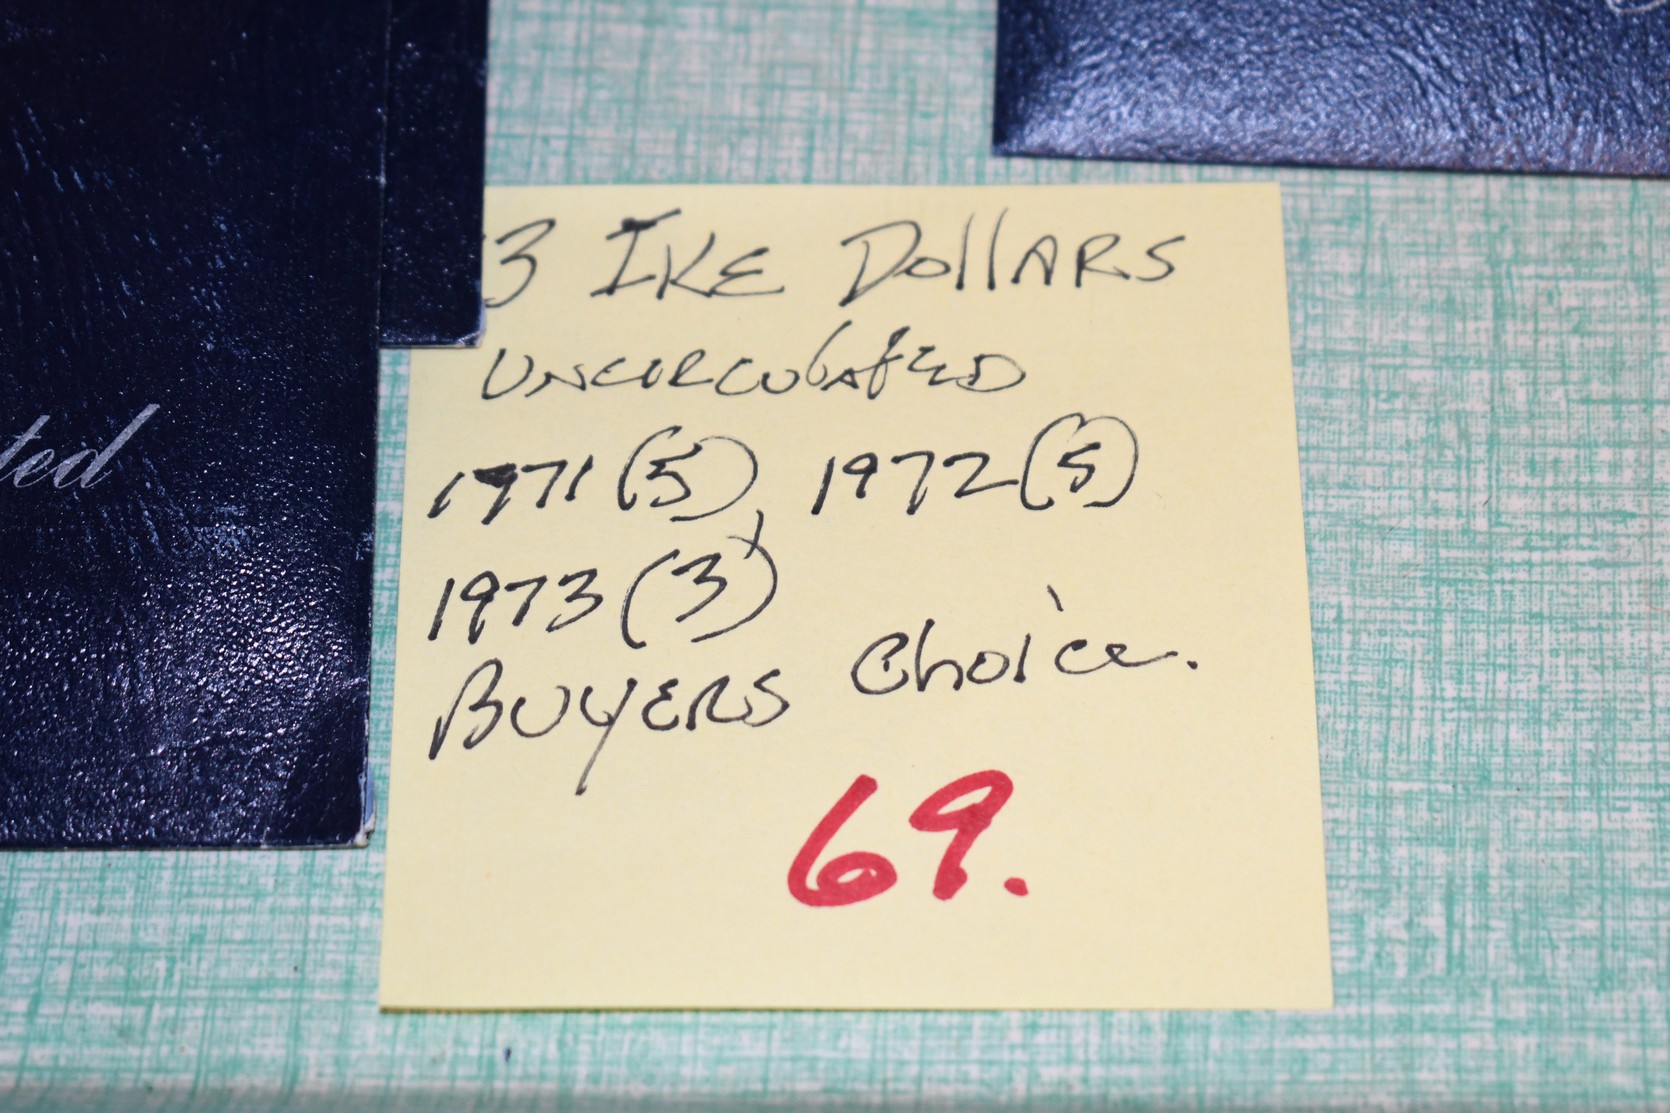 ted
3 IKE DollARS
UNCIRCULATED
1971(5), 1972(5)
1973(3)
BUYERS Choice.
69.